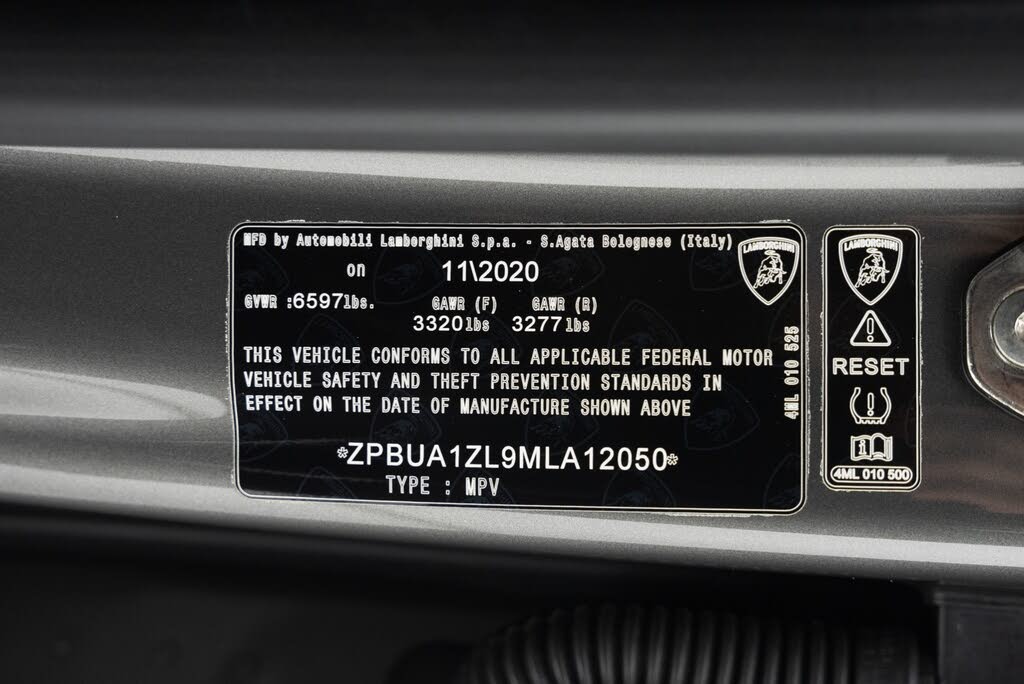 MFD by Automobili Lamborghini S.p.a. - S.Agata Bolognese (Italy)
on 11\2020
GVWR :6597lbs. GAWR (F) GAWR (R)
3320lbs 3277lbs
THIS VEHICLE CONFORMS TO ALL APPLICABLE FEDERAL MOTOR
VEHICLE SAFETY AND THEFT PREVENTION STANDARDS IN
EFFECT ON THE DATE OF MANUFACTURE SHOWN ABOVE
*ZPBUA1ZL9MLA12050*
TYPE : MPV
LAMBORGHINI
4ML 010 525
LAMBORGHINI
RESET
4ML 010 500